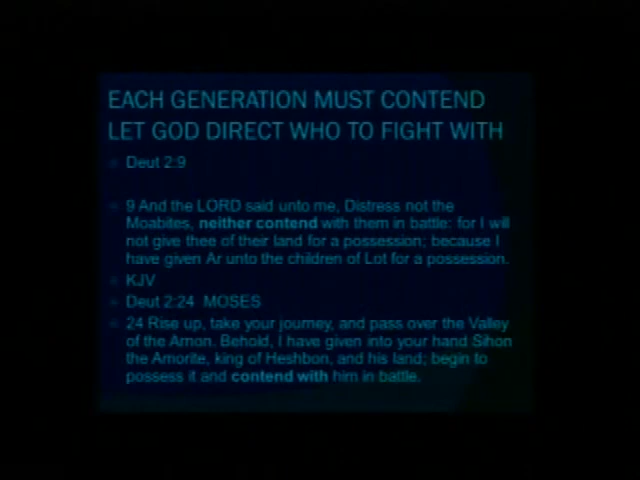 EACH GENERATION MUST CONTEND
LET GOD DIRECT WHO TO FIGHT WITH
Deut 2:9
9 And the LORD said unto me, Distress not the
Moabites, neither contend with them in battle: for I will
not give thee of their land for a possession; because I
have given Ar unto the children of Lot for a possession.
KJV
Deut 2:24 MOSES
24 Rise up, take your journey, and pass over the Valley
of the Arnon. Behold, I have given into your hand Sihon
the Amorite, king of Heshbon, and his land; begin to
possess it and contend with him in battle.